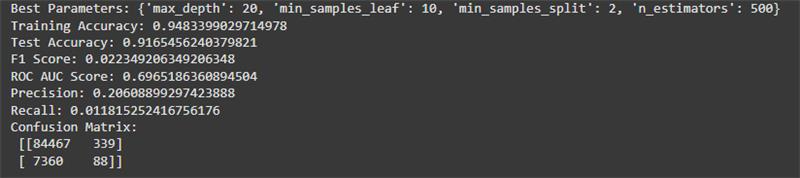 Best Parameters: {'max_depth': 20, 'min_samples_leaf': 10, 'min_samples_split': 2, 'n_estimators': 500}
Training Accuracy: 0.9483399029714978
Test Accuracy: 0.9165456240379821
F1 Score: 0.022349206349206348
ROC AUC Score: 0.6965186360894504
Precision: 0.20608899297423888
Recall: 0.011815252416756176
Confusion Matrix:
[[84467 339]
[ 7360 88]]